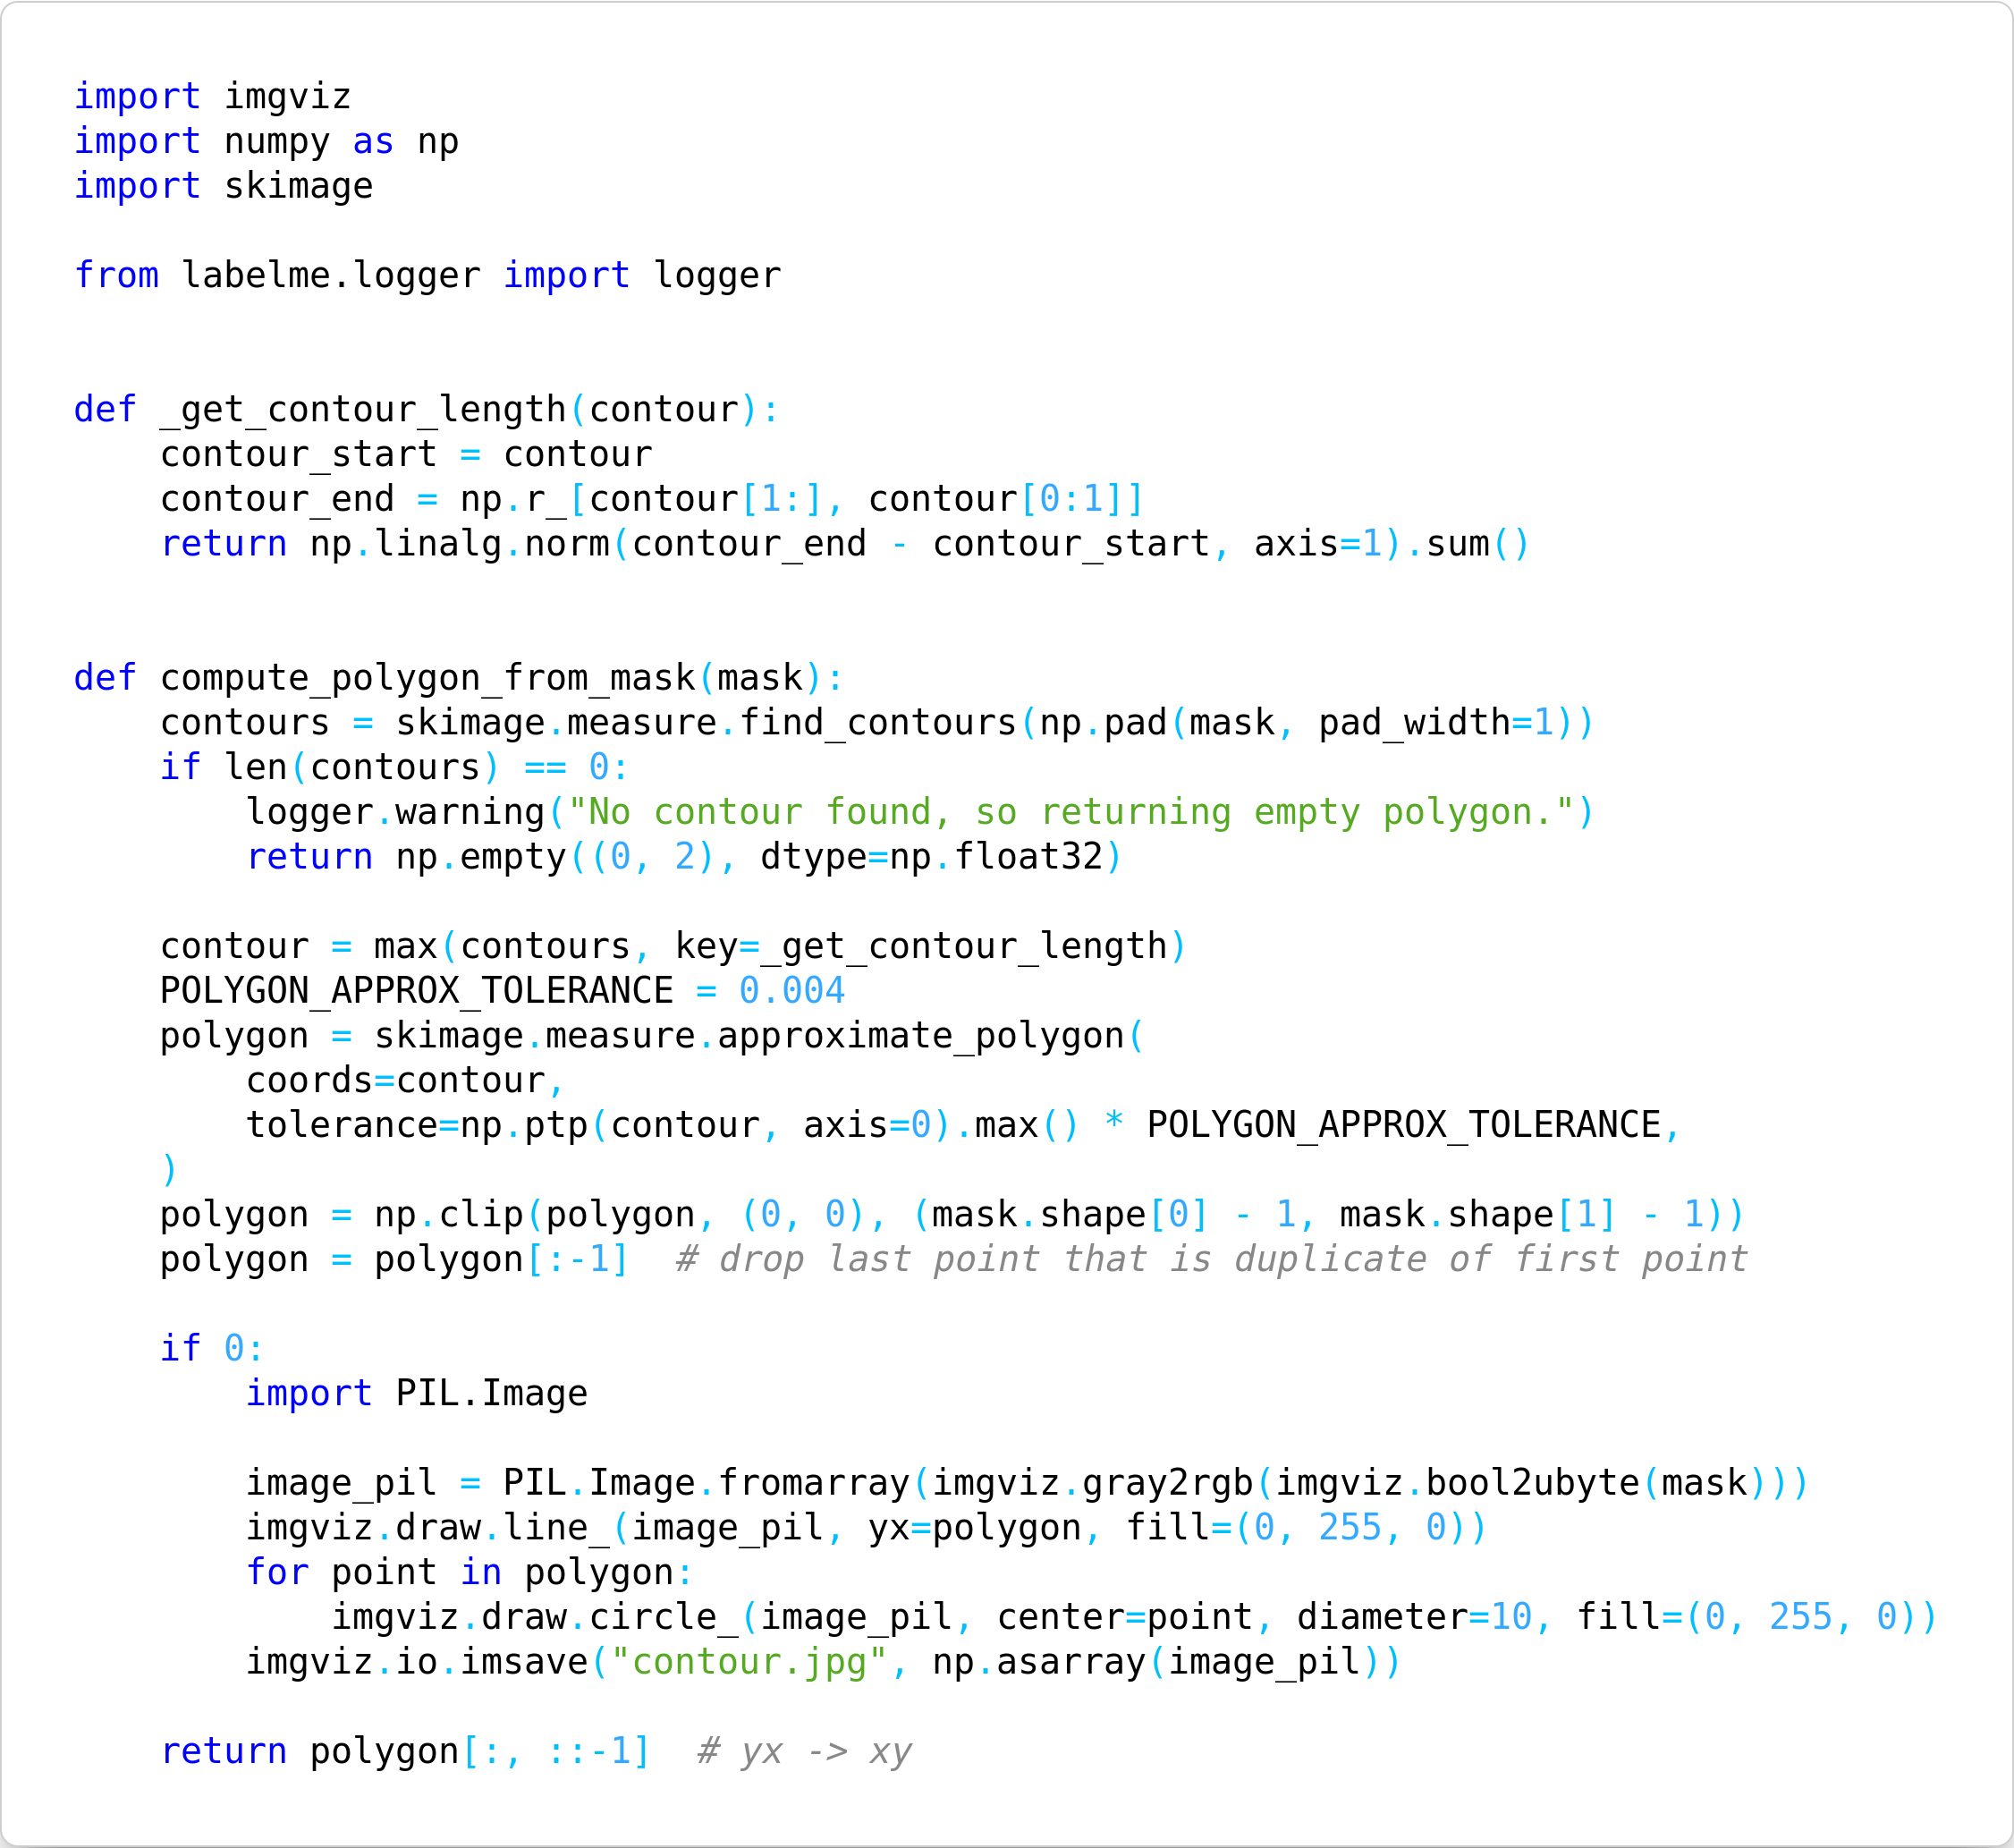 import imgviz
import numpy as np
import skimage

from labelme.logger import logger


def _get_contour_length(contour):
    contour_start = contour
    contour_end = np.r_[contour[1:], contour[0:1]]
    return np.linalg.norm(contour_end - contour_start, axis=1).sum()


def compute_polygon_from_mask(mask):
    contours = skimage.measure.find_contours(np.pad(mask, pad_width=1))
    if len(contours) == 0:
        logger.warning("No contour found, so returning empty polygon.")
        return np.empty((0, 2), dtype=np.float32)

    contour = max(contours, key=_get_contour_length)
    POLYGON_APPROX_TOLERANCE = 0.004
    polygon = skimage.measure.approximate_polygon(
        coords=contour,
        tolerance=np.ptp(contour, axis=0).max() * POLYGON_APPROX_TOLERANCE,
    )
    polygon = np.clip(polygon, (0, 0), (mask.shape[0] - 1, mask.shape[1] - 1))
    polygon = polygon[:-1]  # drop last point that is duplicate of first point

    if 0:
        import PIL.Image

        image_pil = PIL.Image.fromarray(imgviz.gray2rgb(imgviz.bool2ubyte(mask)))
        imgviz.draw.line_(image_pil, yx=polygon, fill=(0, 255, 0))
        for point in polygon:
            imgviz.draw.circle_(image_pil, center=point, diameter=10, fill=(0, 255, 0))
        imgviz.io.imsave("contour.jpg", np.asarray(image_pil))

    return polygon[:, ::-1]  # yx -> xy